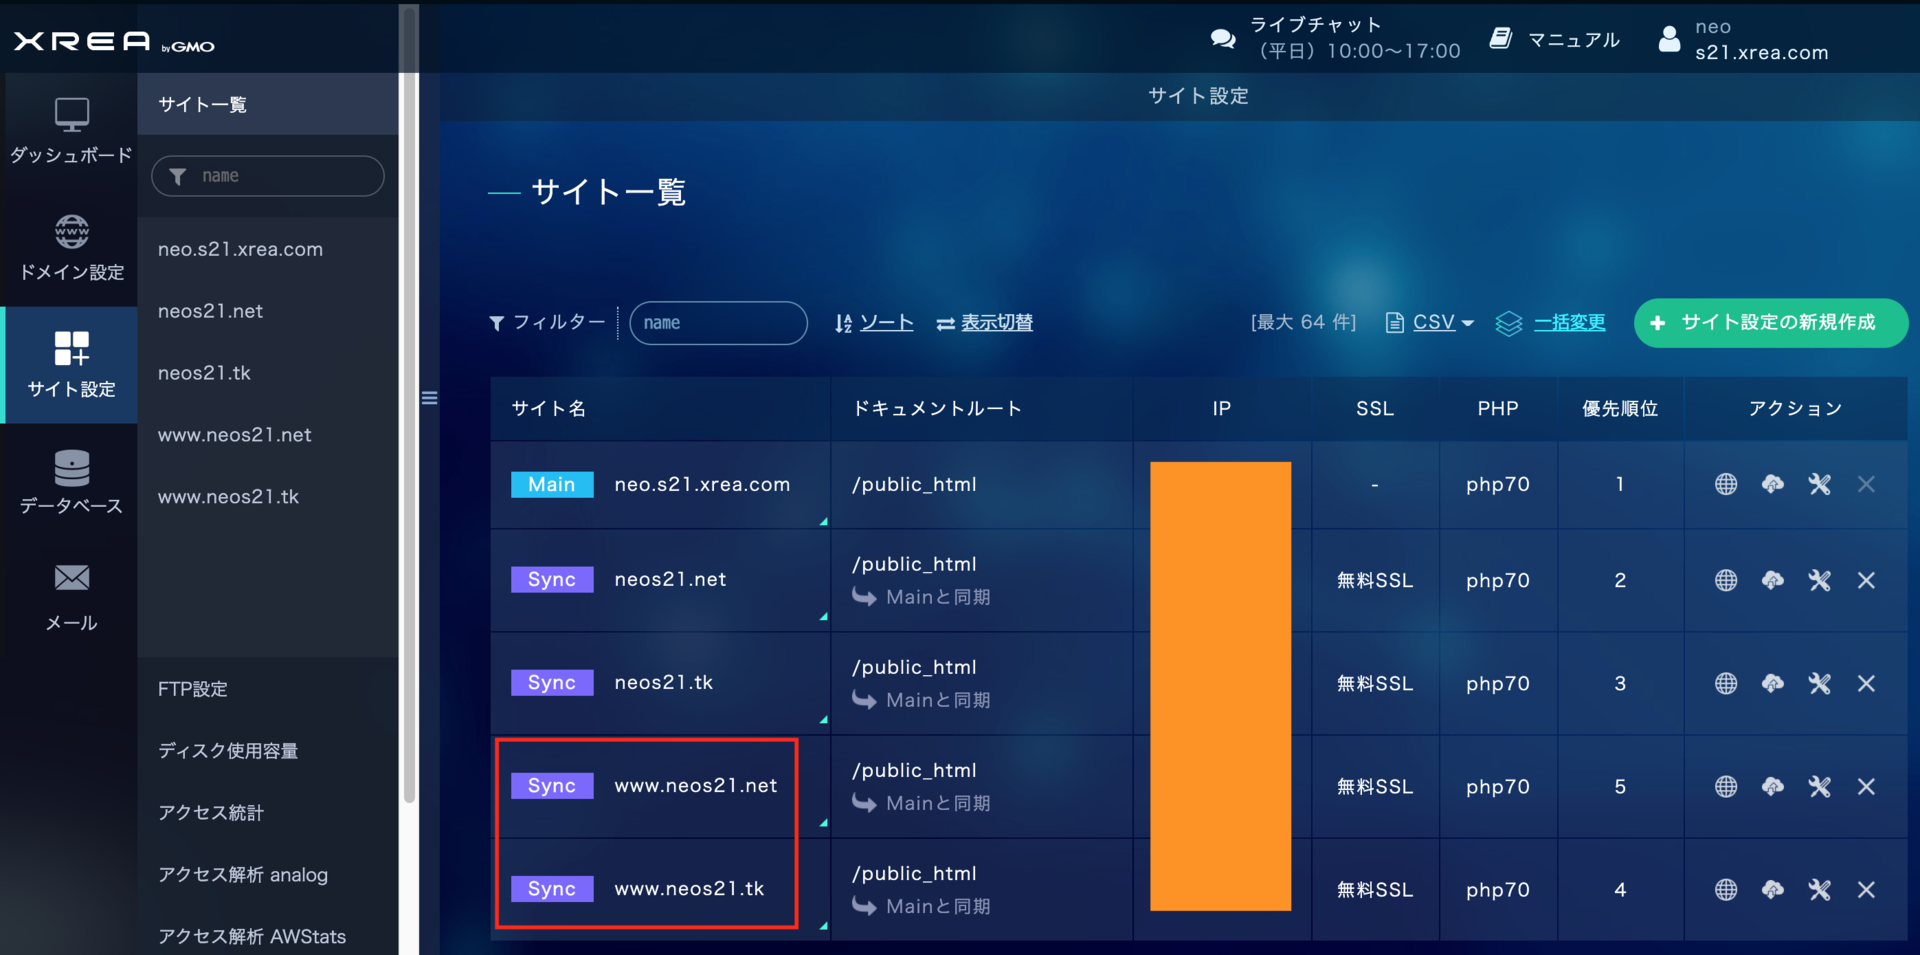 XREA by GMO
ライブチャット
（平日）10:00～17:00
マニュアル
neo
s21.xrea.com
ダッシュボード
ドメイン設定
サイト設定
データベース
メール
サイト一覧
name
neo.s21.xrea.com
neos21.net
neos21.tk
www.neos21.net
www.neos21.tk
FTP設定
ディスク使用容量
アクセス統計
アクセス解析 analog
アクセス解析 AWStats
サイト設定
サイト一覧
フィルター name ソート 表示切替 [最大 64 件] CSV 一括変更 サイト設定の新規作成
サイト名 ドキュメントルート IP SSL PHP 優先順位 アクション
Main neo.s21.xrea.com /public_html - php70 1
Sync neos21.net /public_html 無料SSL php70 2
Mainと同期
Sync neos21.tk /public_html 無料SSL php70 3
Mainと同期
Sync www.neos21.net /public_html 無料SSL php70 5
Mainと同期
Sync www.neos21.tk /public_html 無料SSL php70 4
Mainと同期